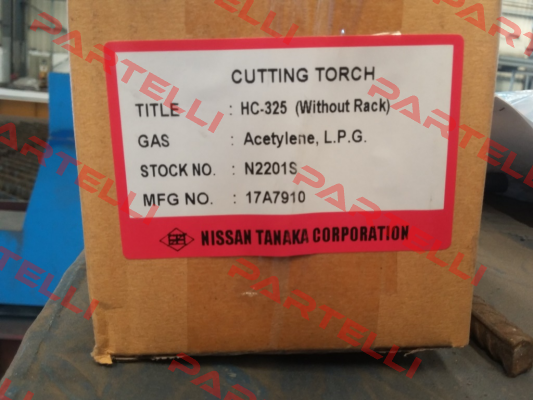 CUTTING TORCH
TITLE : HC-325 (Without Rack)
GAS : Acetylene, L.P.G.
STOCK NO. : N2201S
MFG NO. : 17A7910
NISSAN TANAKA CORPORATION
PARTELLI
PARTELLI
PARTELLI
PARTELLI